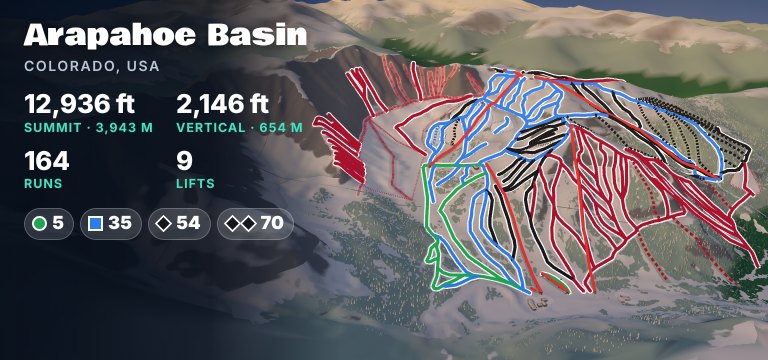 Arapahoe Basin
COLORADO, USA
12,936 ft 2,146 ft
SUMMIT · 3,943 M VERTICAL · 654 M
164 9
RUNS LIFTS
5 35 54 70